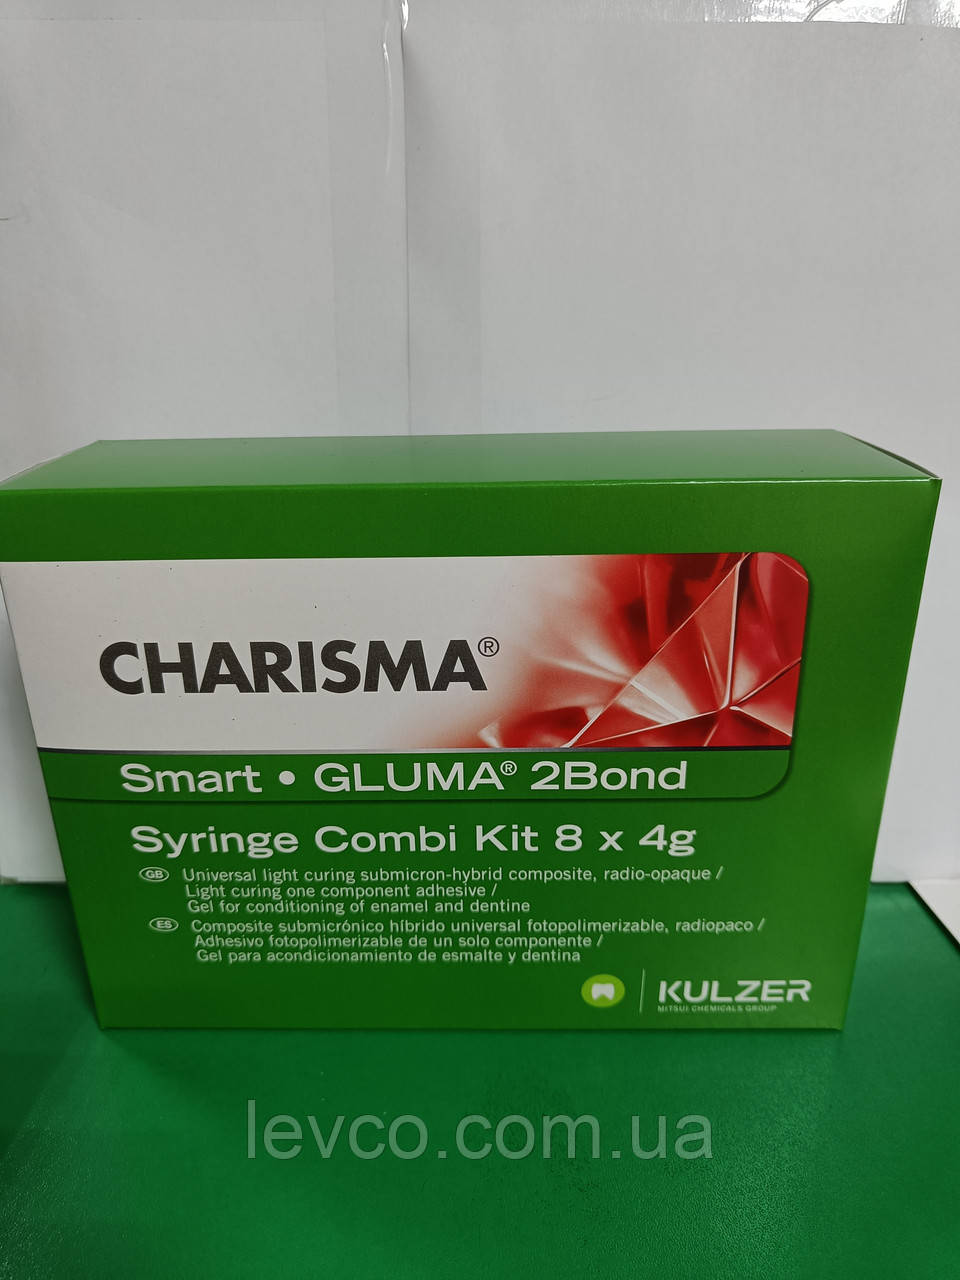 CHARISMA®
Smart • GLUMA® 2Bond
Syringe Combi Kit 8 x 4g
GB Universal light curing submicron-hybrid composite, radio-opaque /
Light curing one component adhesive /
Gel for conditioning of enamel and dentine
ES Composite submicrónico híbrido universal fotopolimerizable, radiopaco /
Adhesivo fotopolimerizable de un solo componente /
Gel para acondicionamiento de esmalte y dentina
KULZER
MITSUI CHEMICALS GROUP
levco.com.ua